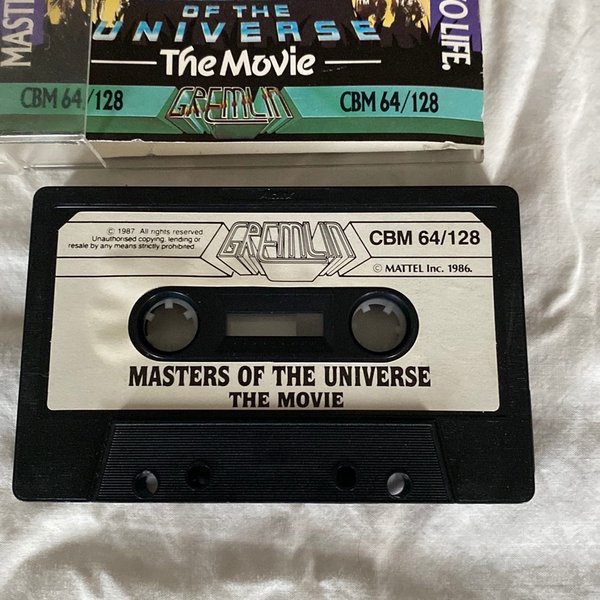 MAST
OF THE
UNIVERSE
The Movie
O LIFE.
CBM 64/128
GREMLIN
CBM 64/128
© 1987. All rights reserved
Unauthorised copying, lending or
resale by any means strictly prohibited.
GREMLIN
CBM 64/128
© MATTEL Inc. 1986.
MASTERS OF THE UNIVERSE
THE MOVIE